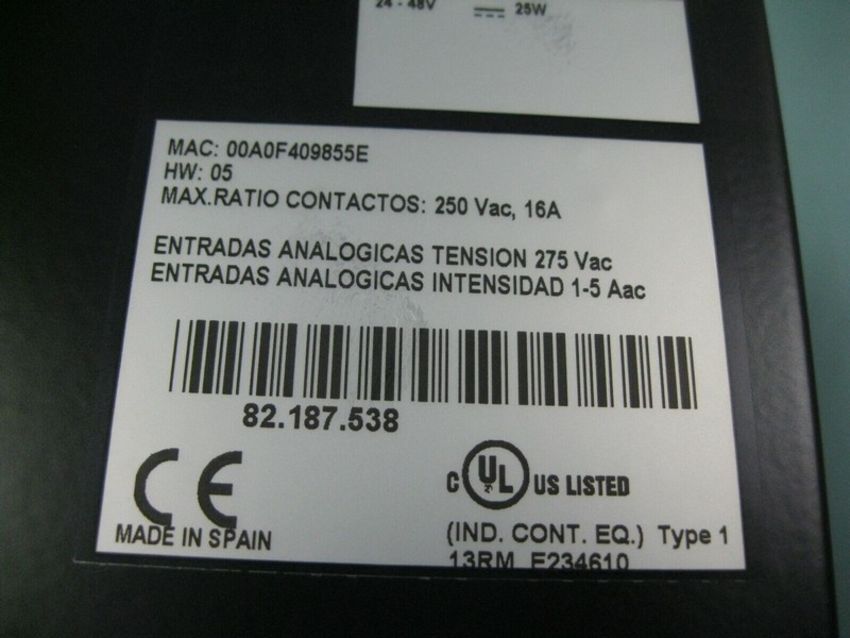 24 - 48V 25W
MAC: 00A0F409855E
HW: 05
MAX.RATIO CONTACTOS: 250 Vac, 16A
ENTRADAS ANALOGICAS TENSION 275 Vac
ENTRADAS ANALOGICAS INTENSIDAD 1-5 Aac
82.187.538
CE
C UL US LISTED
MADE IN SPAIN
(IND. CONT. EQ.) Type 1
13RM E234610